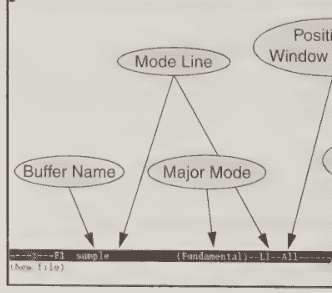 Positi
Mode Line
Window
Buffer Name
Major Mode
F1 sample (Fundamental)--L1--All----
(New file)